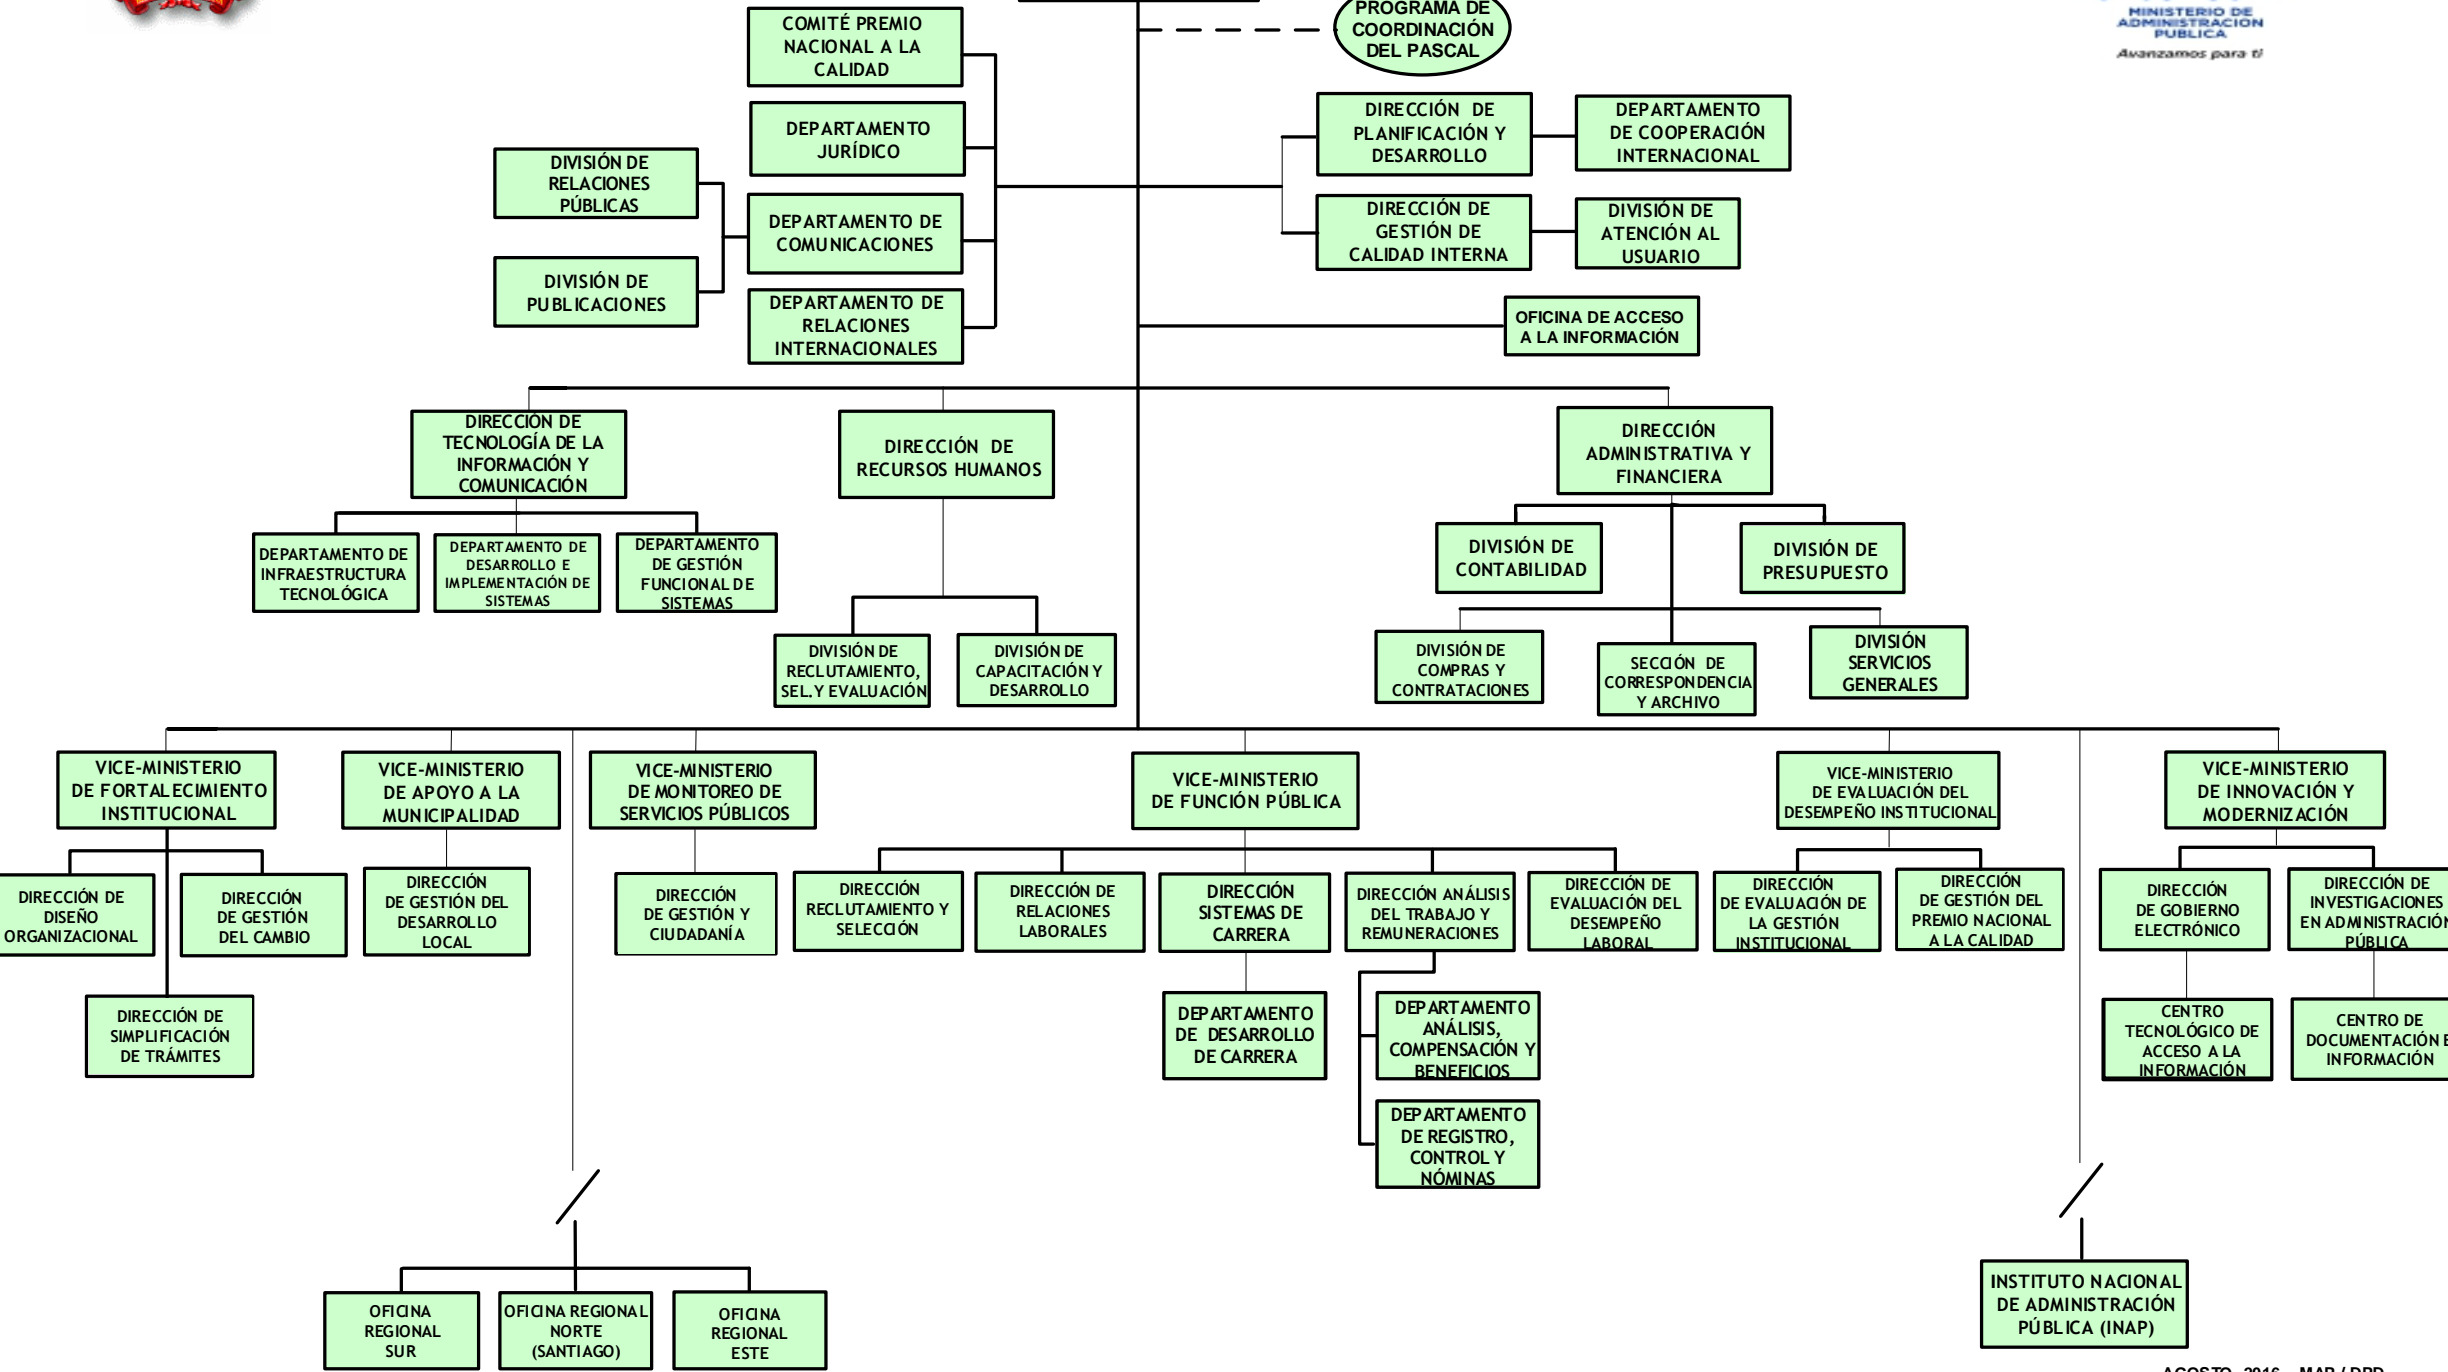 PROGRAMA DE
COORDINACIÓN
DEL PASCAL
MINISTERIO DE
ADMINISTRACIÓN
PUBLICA
Avanzamos para ti
COMITÉ PREMIO
NACIONAL A LA
CALIDAD
DEPARTAMENTO
JURÍDICO
DIVISIÓN DE
RELACIONES
PÚBLICAS
DEPARTAMENTO DE
COMUNICACIONES
DIVISIÓN DE
PUBLICACIONES
DEPARTAMENTO DE
RELACIONES
INTERNACIONALES
DIRECCIÓN DE
PLANIFICACIÓN Y
DESARROLLO
DEPARTAMENTO
DE COOPERACIÓN
INTERNACIONAL
DIRECCIÓN DE
GESTIÓN DE
CALIDAD INTERNA
DIVISIÓN DE
ATENCIÓN AL
USUARIO
OFICINA DE ACCESO
A LA INFORMACIÓN
DIRECCIÓN DE
TECNOLOGÍA DE LA
INFORMACIÓN Y
COMUNICACIÓN
DIRECCIÓN DE
RECURSOS HUMANOS
DIRECCIÓN
ADMINISTRATIVA Y
FINANCIERA
DEPARTAMENTO DE
INFRAESTRUCTURA
TECNOLÓGICA
DEPARTAMENTO DE
DESARROLLO E
IMPLEMENTACIÓN DE
SISTEMAS
DEPARTAMENTO
DE GESTIÓN
FUNCIONAL DE
SISTEMAS
DIVISIÓN DE
CONTABILIDAD
DIVISIÓN DE
PRESUPUESTO
DIVISIÓN DE
RECLUTAMIENTO,
SEL.Y EVALUACIÓN
DIVISIÓN DE
CAPACITACIÓN Y
DESARROLLO
DIVISIÓN DE
COMPRAS Y
CONTRATACIONES
SECCIÓN DE
CORRESPONDENCIA
Y ARCHIVO
DIVISIÓN
SERVICIOS
GENERALES
VICE-MINISTERIO
DE FORTALECIMIENTO
INSTITUCIONAL
VICE-MINISTERIO
DE APOYO A LA
MUNICIPALIDAD
VICE-MINISTERIO
DE MONITOREO DE
SERVICIOS PÚBLICOS
VICE-MINISTERIO
DE FUNCIÓN PÚBLICA
VICE-MINISTERIO
DE EVALUACIÓN DEL
DESEMPEÑO INSTITUCIONAL
VICE-MINISTERIO
DE INNOVACIÓN Y
MODERNIZACIÓN
DIRECCIÓN DE
DISEÑO
ORGANIZACIONAL
DIRECCIÓN
DE GESTIÓN
DEL CAMBIO
DIRECCIÓN
DE GESTIÓN DEL
DESARROLLO
LOCAL
DIRECCIÓN
DE GESTIÓN Y
CIUDADANÍA
DIRECCIÓN
RECLUTAMIENTO Y
SELECCIÓN
DIRECCIÓN DE
RELACIONES
LABORALES
DIRECCIÓN
SISTEMAS DE
CARRERA
DIRECCIÓN ANÁLISIS
DEL TRABAJO Y
REMUNERACIONES
DIRECCIÓN DE
EVALUACIÓN DEL
DESEMPEÑO
LABORAL
DIRECCIÓN
DE EVALUACIÓN DE
LA GESTIÓN
INSTITUCIONAL
DIRECCIÓN
DE GESTIÓN DEL
PREMIO NACIONAL
A LA CALIDAD
DIRECCIÓN
DE GOBIERNO
ELECTRÓNICO
DIRECCIÓN DE
INVESTIGACIONES
EN ADMINISTRACIÓN
PÚBLICA
DIRECCIÓN DE
SIMPLIFICACIÓN
DE TRÁMITES
DEPARTAMENTO
DE DESARROLLO
DE CARRERA
DEPARTAMENTO
ANÁLISIS,
COMPENSACIÓN Y
BENEFICIOS
CENTRO
TECNOLÓGICO DE
ACCESO A LA
INFORMACIÓN
CENTRO DE
DOCUMENTACIÓN E
INFORMACIÓN
DEPARTAMENTO
DE REGISTRO,
CONTROL Y
NÓMINAS
OFICINA
REGIONAL
SUR
OFICINA REGIONAL
NORTE
(SANTIAGO)
OFICINA
REGIONAL
ESTE
INSTITUTO NACIONAL
DE ADMINISTRACIÓN
PÚBLICA (INAP)
AGOSTO 2016 MAP / DPD